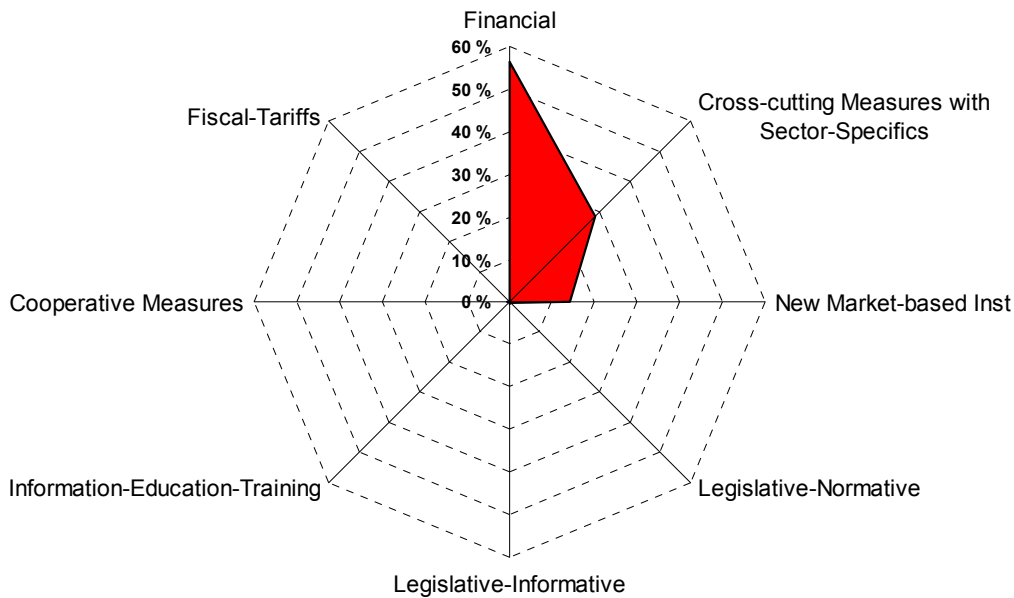 Financial
60 %
50 %
40 %
30 %
20 %
10 %
0 %
Cross-cutting Measures with
Sector-Specifics
New Market-based Inst
Legislative-Normative
Legislative-Informative
Information-Education-Training
Cooperative Measures
Fiscal-Tariffs